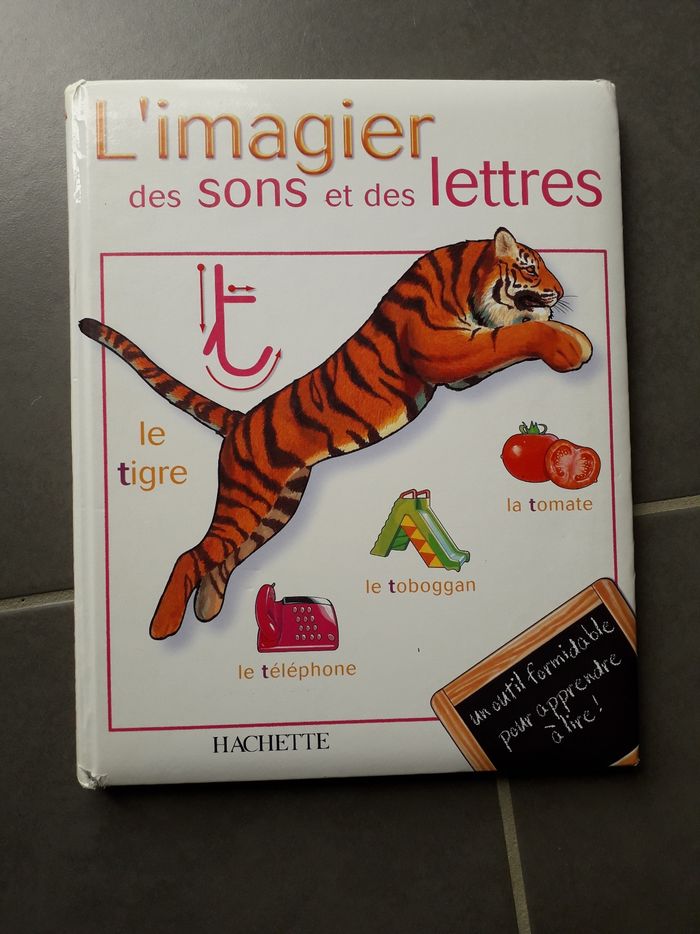 L'imagier
des sons et des lettres
t
le
tigre
la tomate
le toboggan
le téléphone
un outil formidable
pour apprendre
à lire!
HACHETTE